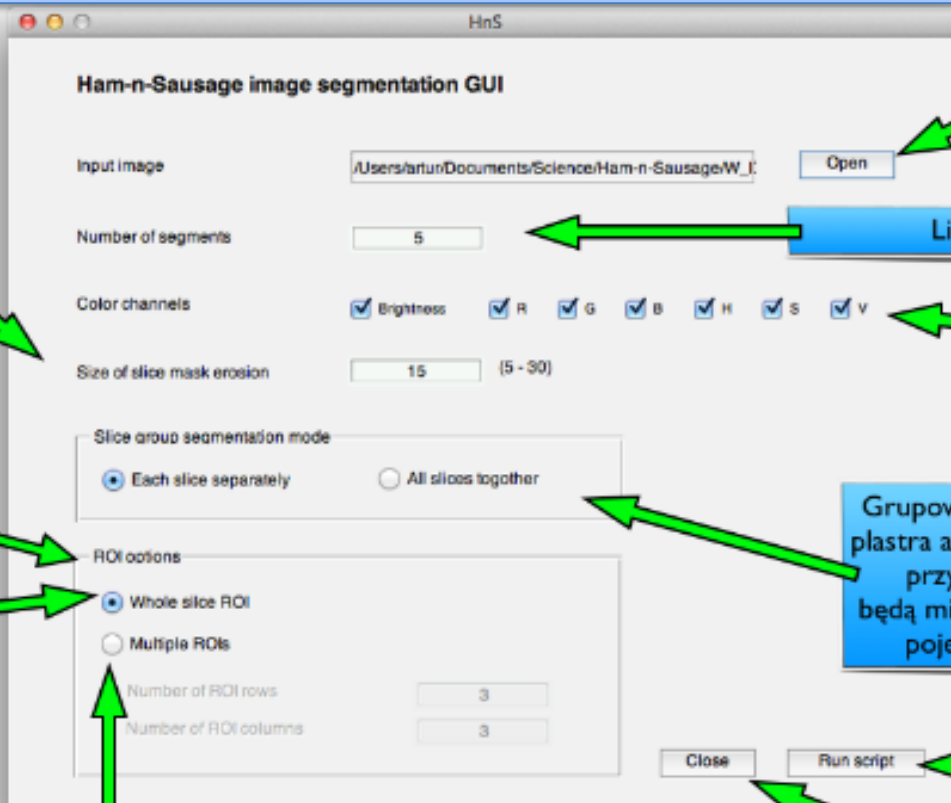 HnS
Ham-n-Sausage image segmentation GUI
Input image /Users/artur/Documents/Science/Ham-n-Sausage/W_ Open
Number of segments 5 Li
Color channels Brightness R G B H S V
Size of slice mask erosion 15 (5 - 30)
Slice group segmentation mode
Each slice separately All slices togother
Grupow
plastra a
przy
będą mi
poje
ROI options
Whole slice ROI
Multiple ROIs
Number of ROI rows 3
Number of ROI columns 3
Close Run script